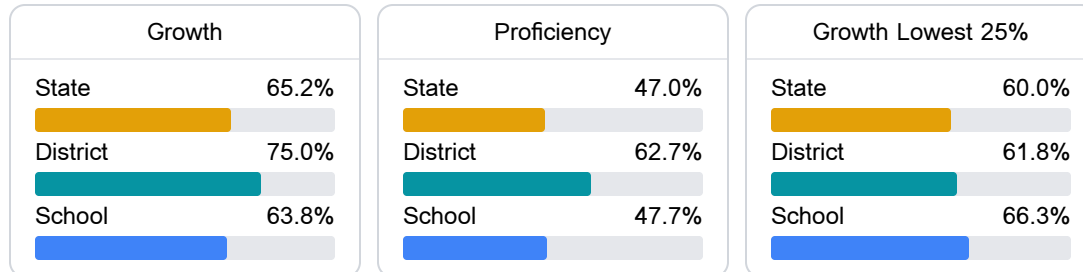 Growth
State 65.2%
District 75.0%
School 63.8%
Proficiency
State 47.0%
District 62.7%
School 47.7%
Growth Lowest 25%
State 60.0%
District 61.8%
School 66.3%